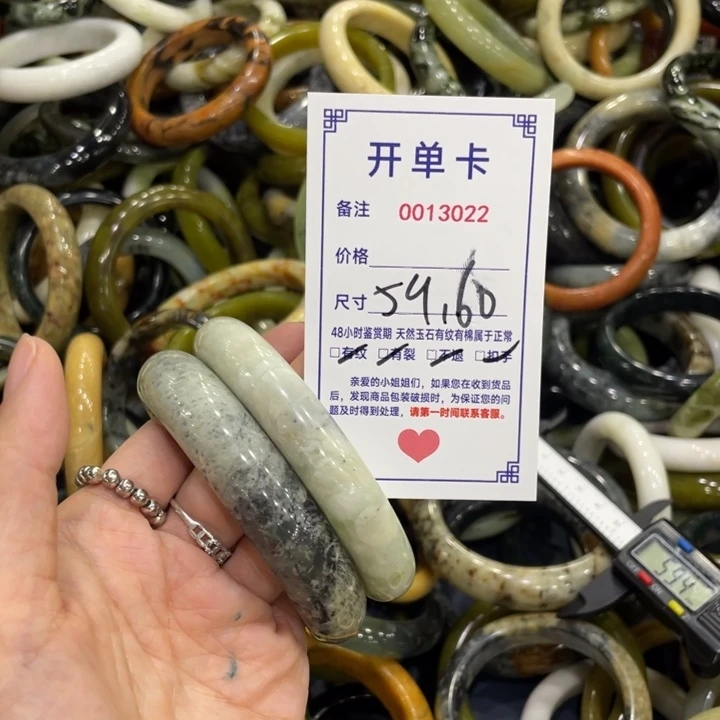 开单卡
备注 0013022
价格
尺寸 59,60
48小时鉴赏期 天然玉石有纹有棉属于正常
□有纹 □有裂 □不退 □扣手
亲爱的小姐姐们,如果您在收到货品
后,发现商品包装破损时,为保证您的问
题及时得到处理,请第一时间联系客服。